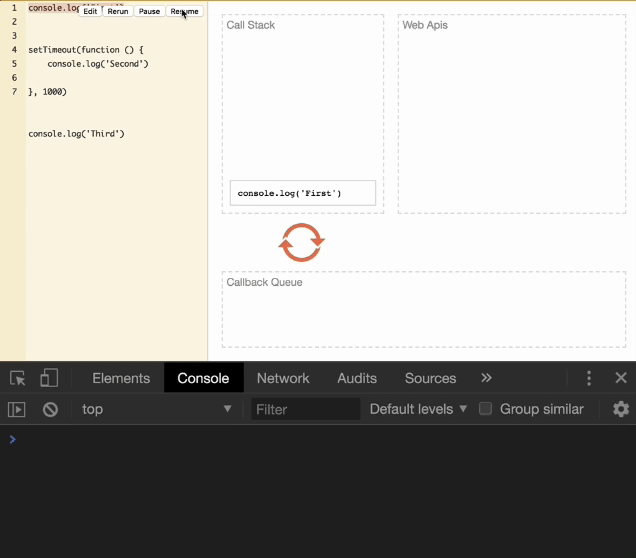 1 console.log(
Edit Rerun Pause Resume
2
3
4 setTimeout(function () {
5 console.log('Second')
6
7 }, 1000)
console.log('Third')
Call Stack
console.log('First')
Web Apis
Callback Queue
Elements Console Network Audits Sources »
top Filter Default levels Group similar